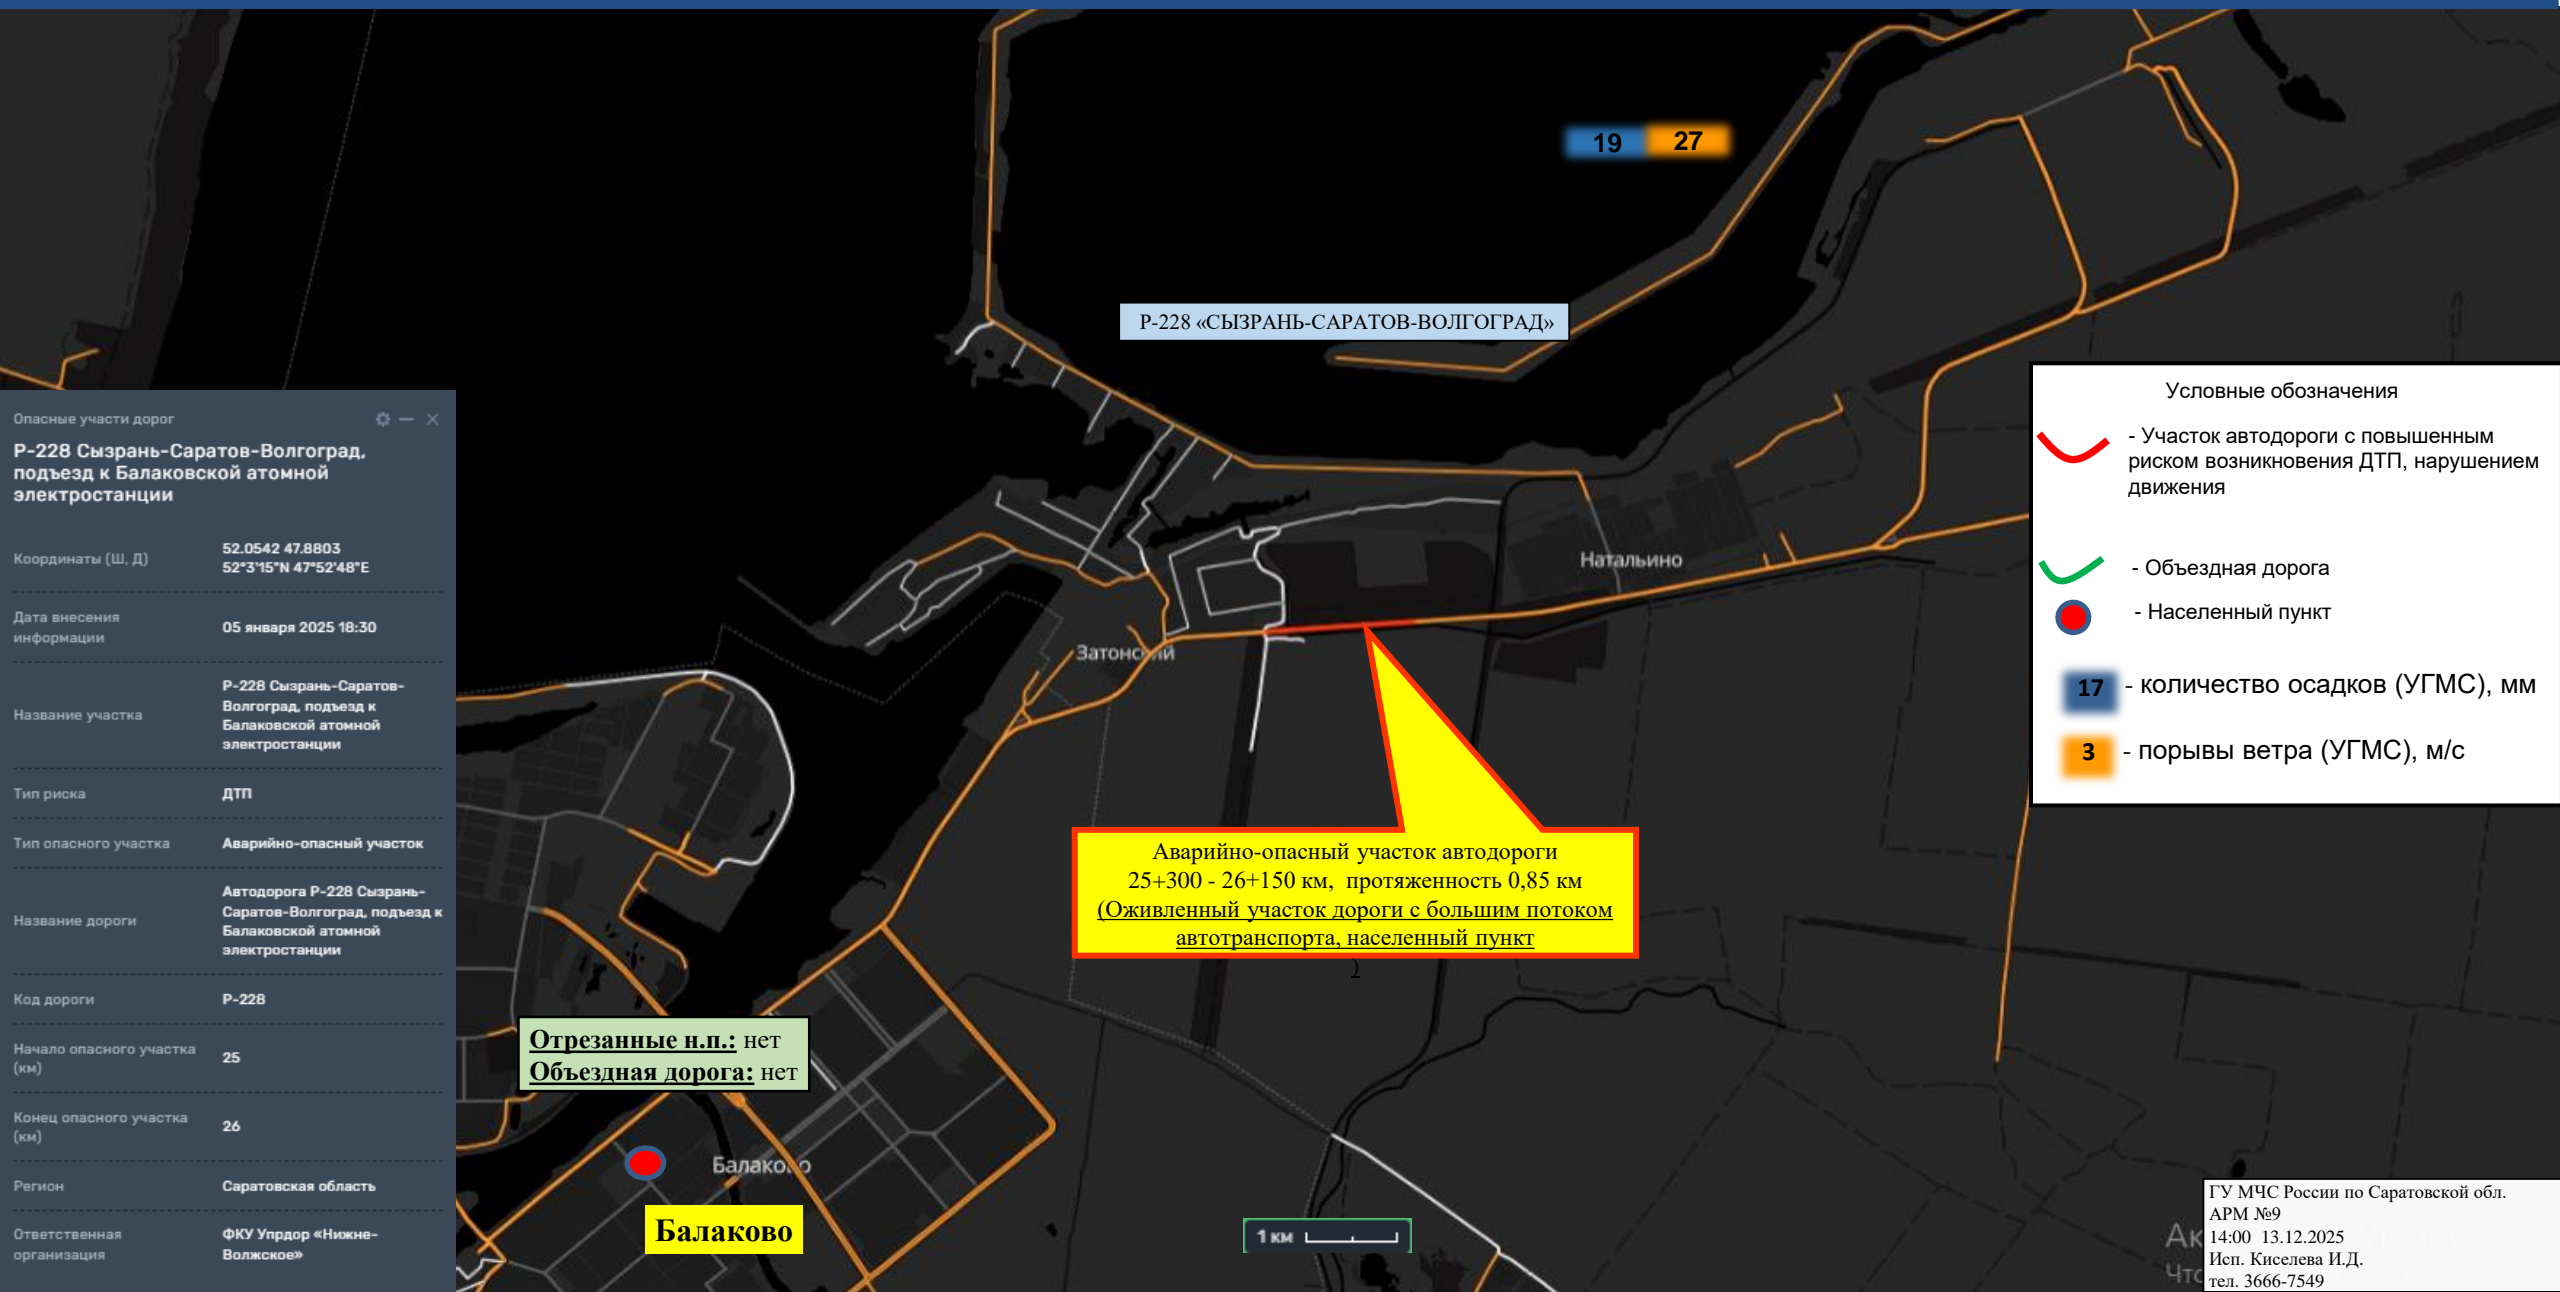 19 27
Р-228 «СЫЗРАНЬ-САРАТОВ-ВОЛГОГРАД»
Опасные участи дорог
Р-228 Сызрань-Саратов-Волгоград,
подъезд к Балаковской атомной
электростанции
Координаты (Ш, Д)
52.0542 47.8803
52°3'15"N 47°52'48"E
Дата внесения
информации
05 января 2025 18:30
Название участка
Р-228 Сызрань-Саратов-
Волгоград, подъезд к
Балаковской атомной
электростанции
Тип риска
ДТП
Тип опасного участка
Аварийно-опасный участок
Название дороги
Автодорога Р-228 Сызрань-
Саратов-Волгоград, подъезд к
Балаковской атомной
электростанции
Код дороги
Р-228
Начало опасного участка
(км)
25
Конец опасного участка
(км)
26
Регион
Саратовская область
Ответственная
организация
ФКУ Упрдор «Нижне-
Волжское»
Натальино
Затонский
Аварийно-опасный участок автодороги
25+300 - 26+150 км, протяженность 0,85 км
(Оживленный участок дороги с большим потоком
автотранспорта, населенный пункт
)
Отрезанные н.п.: нет
Объездная дорога: нет
Балаково
Балаково
1 км
Условные обозначения
- Участок автодороги с повышенным
риском возникновения ДТП, нарушением
движения
- Объездная дорога
- Населенный пункт
17 - количество осадков (УГМС), мм
3 - порывы ветра (УГМС), м/с
ГУ МЧС России по Саратовской обл.
АРМ №9
14:00 13.12.2025
Исп. Киселева И.Д.
тел. 3666-7549